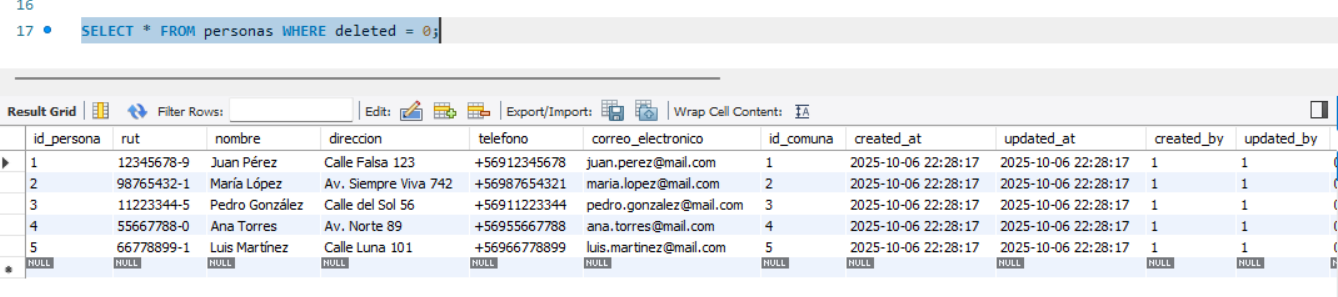 16
17 SELECT * FROM personas WHERE deleted = 0;
Result Grid Filter Rows: Edit: Export/Import: Wrap Cell Content: IA
id_persona rut nombre direccion telefono correo_electronico id_comuna created_at updated_at created_by updated_by
1 12345678-9 Juan Pérez Calle Falsa 123 +56912345678 juan.perez@mail.com 1 2025-10-06 22:28:17 2025-10-06 22:28:17 1 1
2 98765432-1 María López Av. Siempre Viva 742 +56987654321 maria.lopez@mail.com 2 2025-10-06 22:28:17 2025-10-06 22:28:17 1 1
3 11223344-5 Pedro González Calle del Sol 56 +56911223344 pedro.gonzalez@mail.com 3 2025-10-06 22:28:17 2025-10-06 22:28:17 1 1
4 55667788-0 Ana Torres Av. Norte 89 +56955667788 ana.torres@mail.com 4 2025-10-06 22:28:17 2025-10-06 22:28:17 1 1
5 66778899-1 Luis Martínez Calle Luna 101 +56966778899 luis.martinez@mail.com 5 2025-10-06 22:28:17 2025-10-06 22:28:17 1 1
NULL NULL NULL NULL NULL NULL NULL NULL NULL NULL NULL